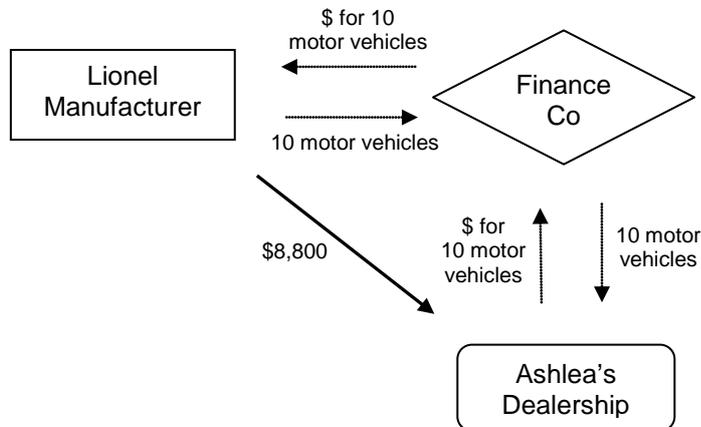 $ for 10
motor vehicles
Lionel
Manufacturer
Finance
Co
10 motor vehicles
$8,800
$ for
10 motor
vehicles
10 motor
vehicles
Ashlea's
Dealership